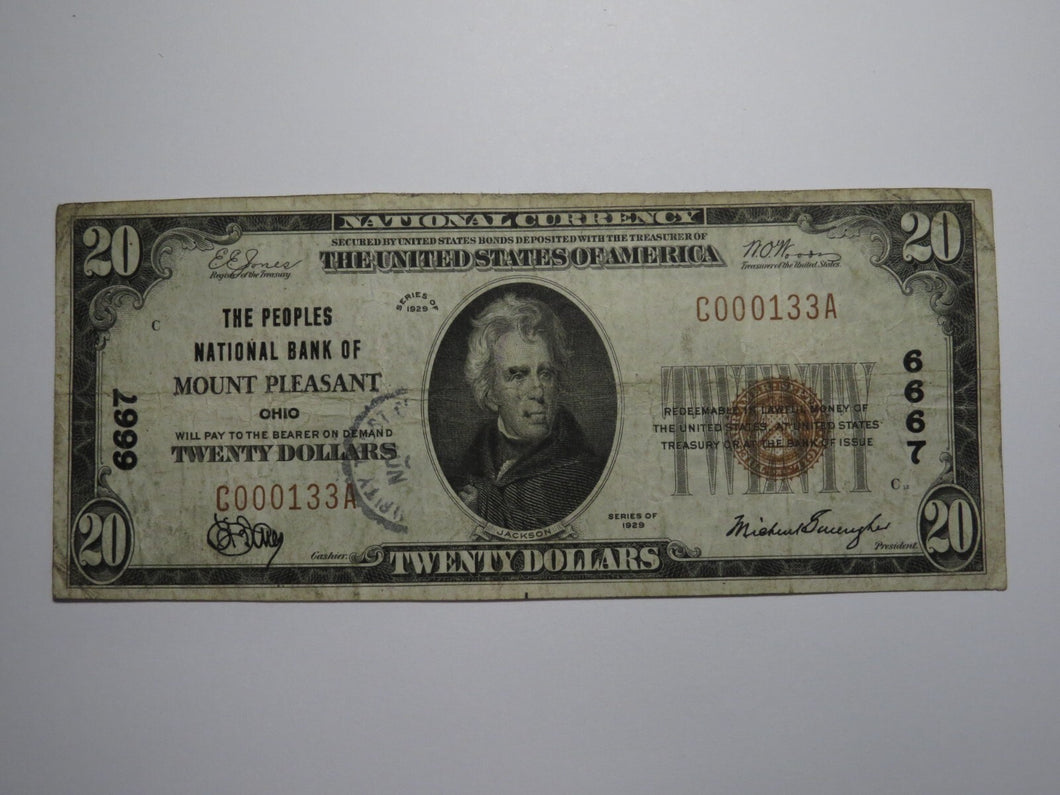 NATIONAL CURRENCY
SECURED BY UNITED STATES BONDS DEPOSITED WITH THE TREASURER OF
THE UNITED STATES OF AMERICA
20
20
E E Jones
Register of the Treasury
W.O. Woods
Treasurer of the United States.
SERIES OF
1929
C000133A
C
THE PEOPLES
NATIONAL BANK OF
MOUNT PLEASANT
OHIO
WILL PAY TO THE BEARER ON DEMAND
TWENTY DOLLARS
C000133A
6667
6667
TWENTY
REDEEMABLE IN LAWFUL MONEY OF
THE UNITED STATES, AT UNITED STATES
TREASURY OR AT THE BANK OF ISSUE
C
SERIES OF
1929
JACKSON
Cashier.
President.
20
TWENTY DOLLARS
20